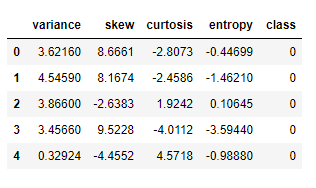 variance skew curtosis entropy class
0 3.62160 8.6661 -2.8073 -0.44699 0
1 4.54590 8.1674 -2.4586 -1.46210 0
2 3.86600 -2.6383 1.9242 0.10645 0
3 3.45660 9.5228 -4.0112 -3.59440 0
4 0.32924 -4.4552 4.5718 -0.98880 0